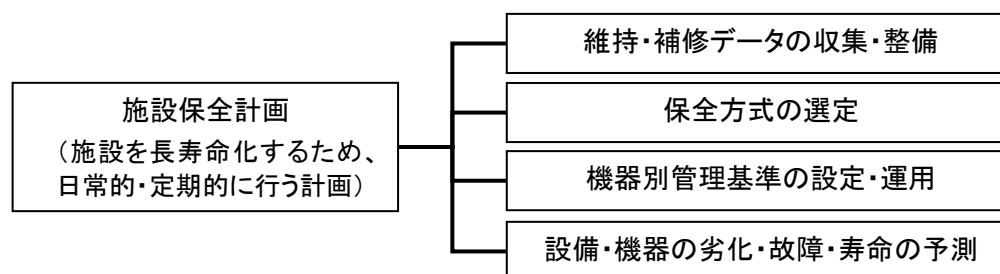 施設保全計画
（施設を長寿命化するため、
日常的・定期的に行う計画）
維持・補修データの収集・整備
保全方式の選定
機器別管理基準の設定・運用
設備・機器の劣化・故障・寿命の予測